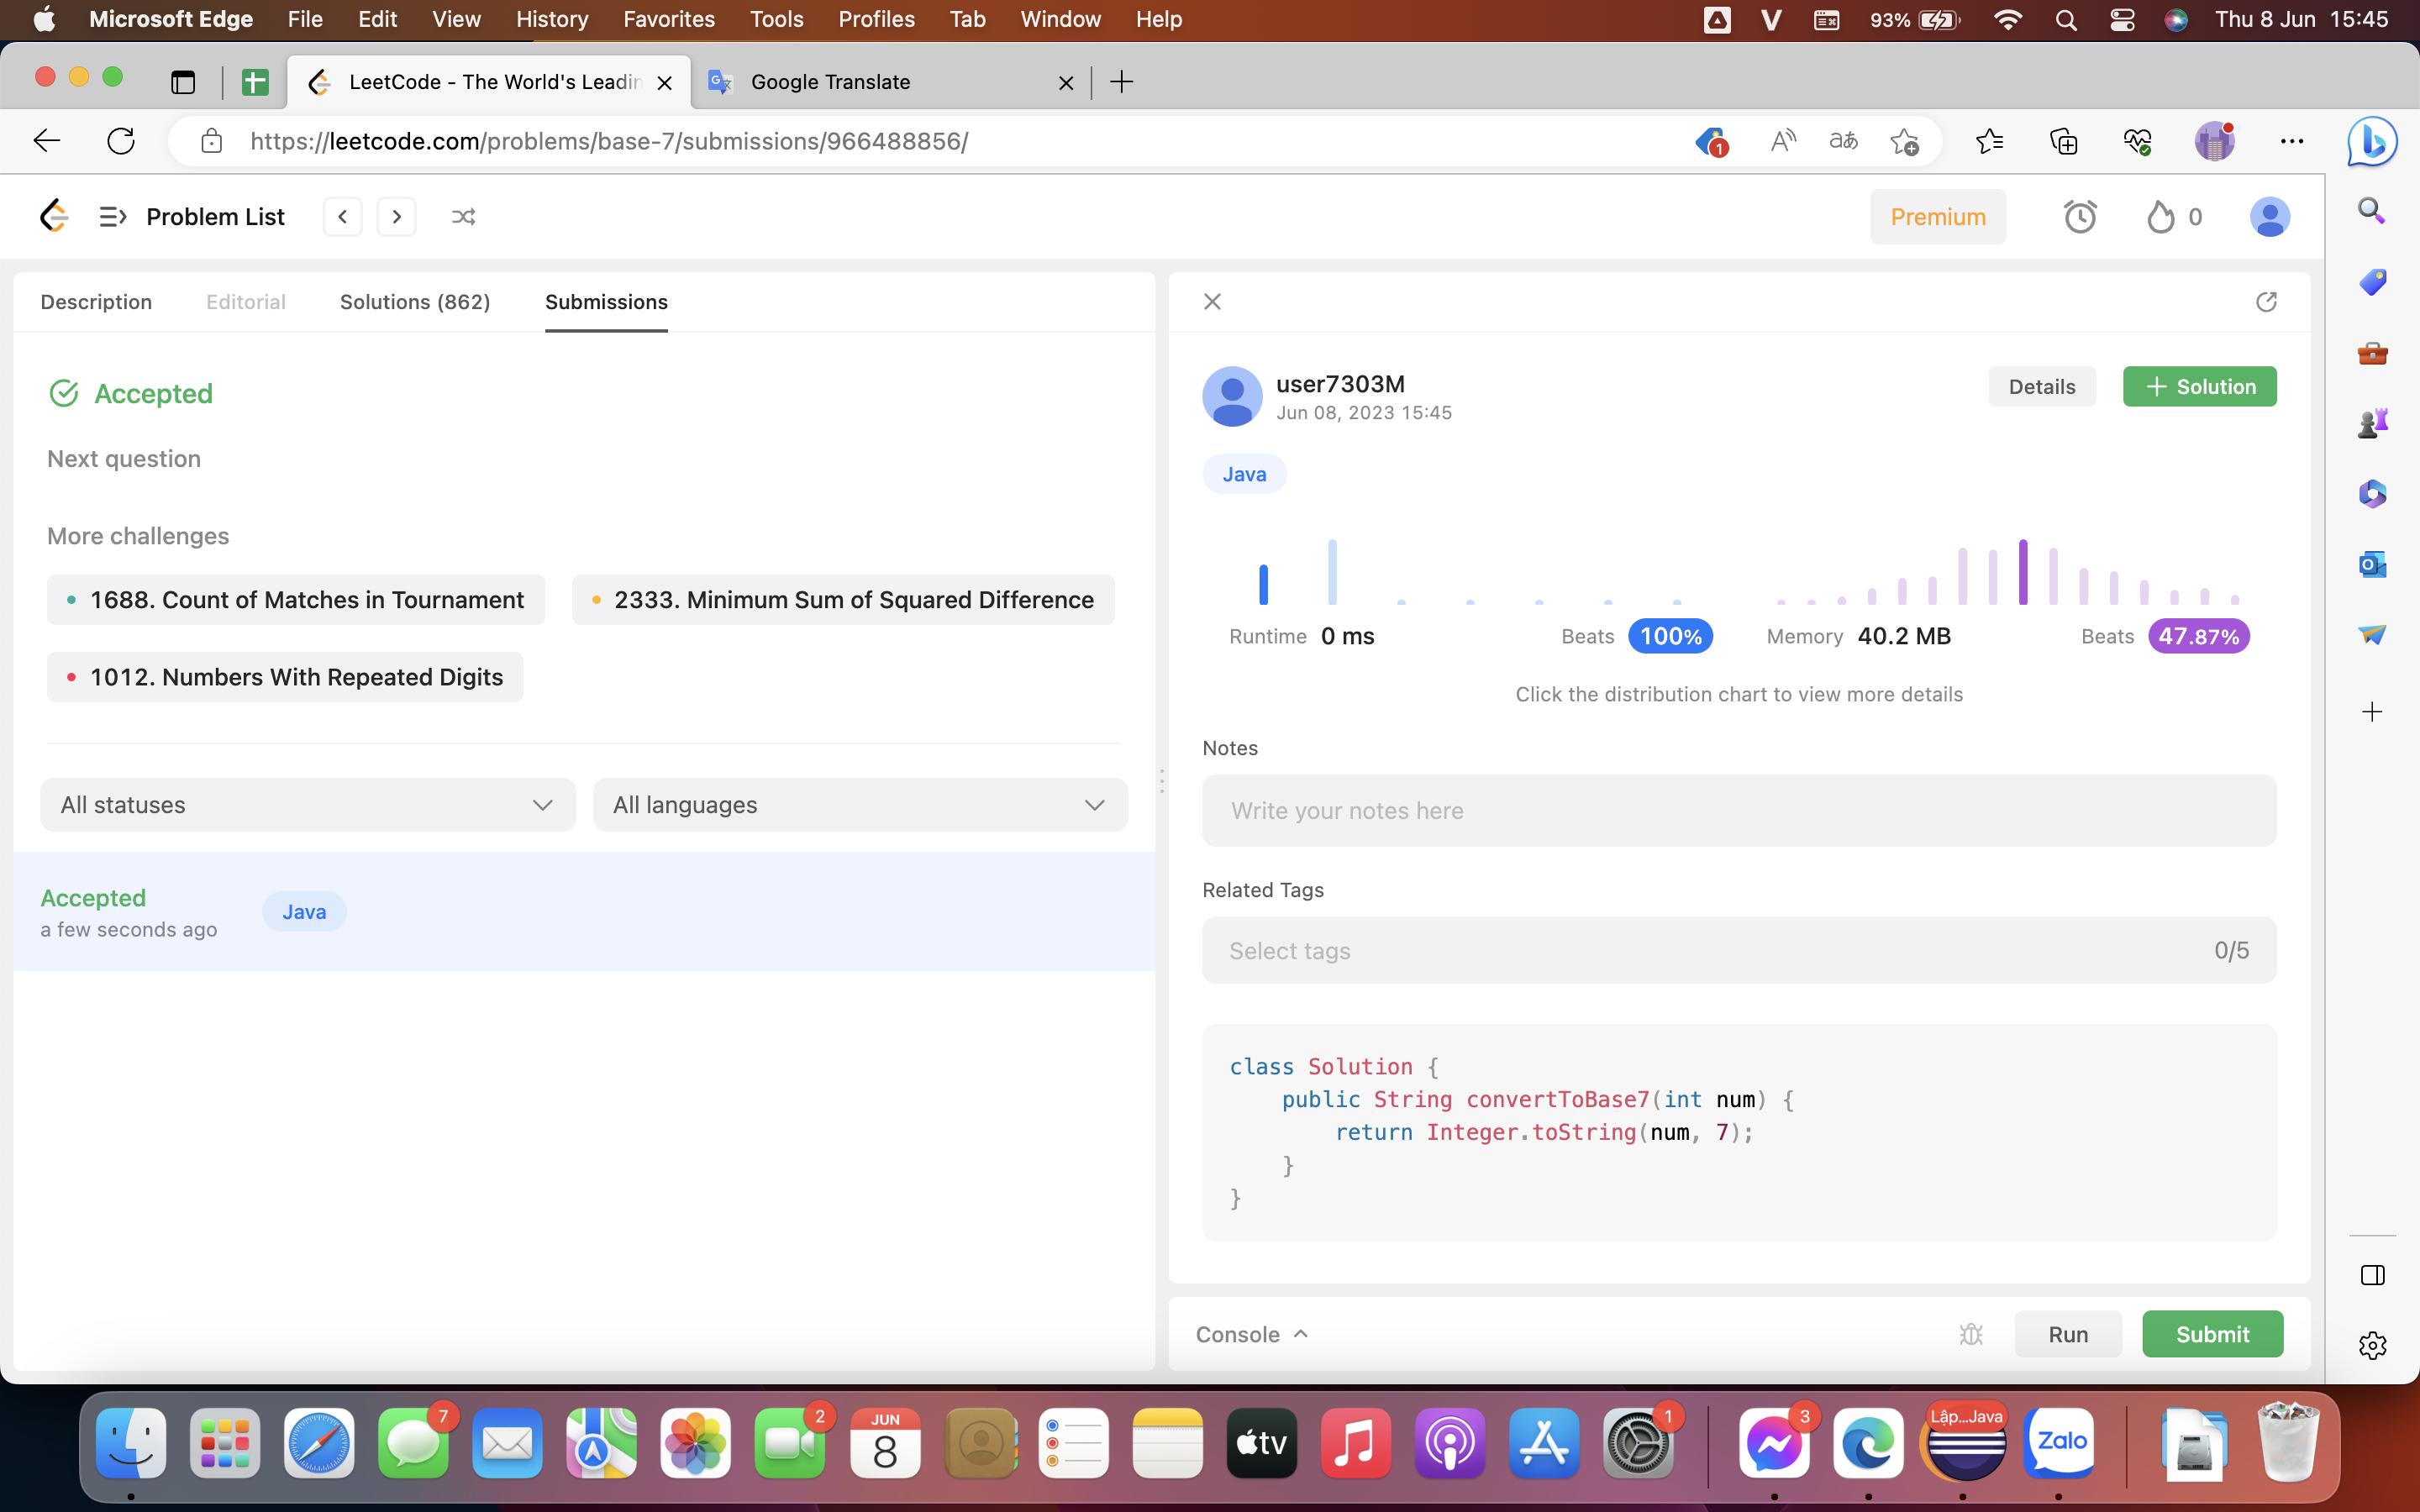 Microsoft Edge File Edit View History Favorites Tools Profiles Tab Window Help 93% Thu 8 Jun 15:45
LeetCode - The World's Leadin Google Translate
https://leetcode.com/problems/base-7/submissions/966488856/ 1
Problem List Premium 0
Description Editorial Solutions (862) Submissions
Accepted
Next question
More challenges
1688. Count of Matches in Tournament 2333. Minimum Sum of Squared Difference
1012. Numbers With Repeated Digits
All statuses All languages
Accepted
a few seconds ago
Java
user7303M
Jun 08, 2023 15:45
Details Solution
Java
Runtime 0 ms Beats 100% Memory 40.2 MB Beats 47.87%
Click the distribution chart to view more details
Notes
Write your notes here
Related Tags
Select tags 0/5
class Solution {
public String convertToBase7(int num) {
return Integer.toString(num, 7);
}
}
Console Run Submit
7 2 JUN 8 tv 1 3 Lập...Java Zalo